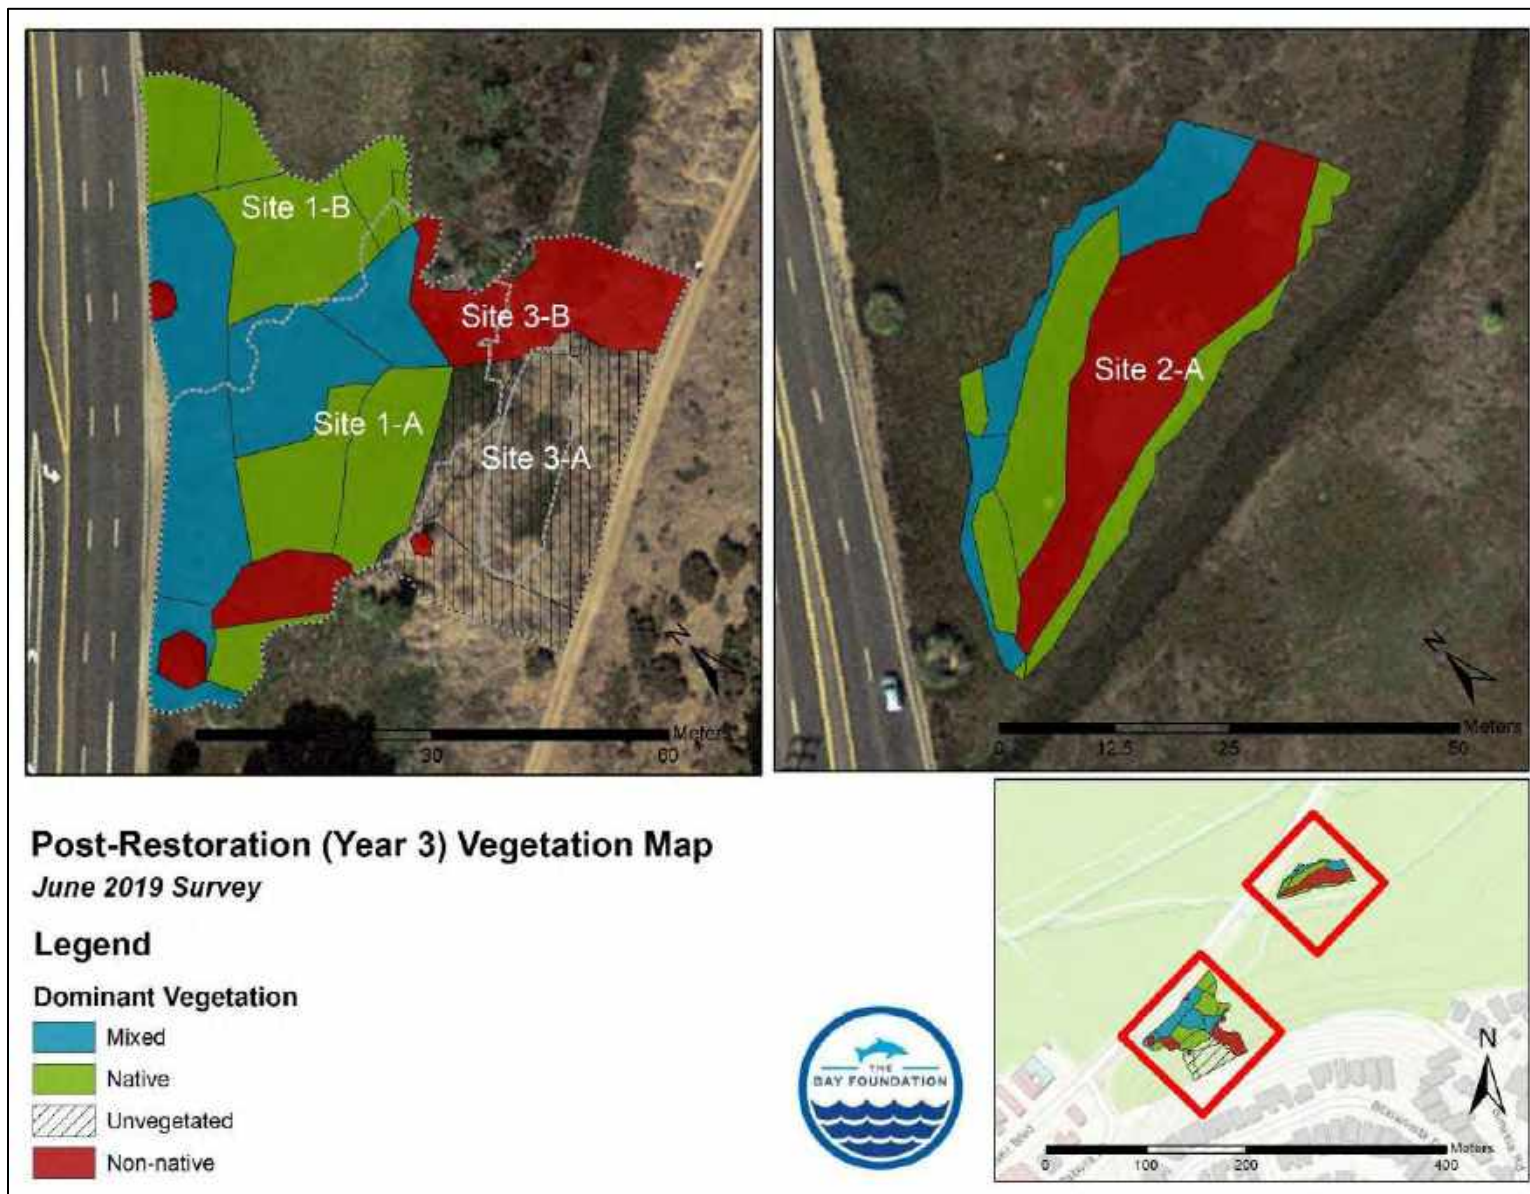 Site 1-B
Site 3-B
Site 1-A
Site 3-A
N
Meters
30
60
Site 2-A
N
Meters
0
12.5
25
50
Post-Restoration (Year 3) Vegetation Map
June 2019 Survey
Legend
Dominant Vegetation
Mixed
Native
Unvegetated
Non-native
THE
BAY FOUNDATION
N
Meters
0
100
200
400